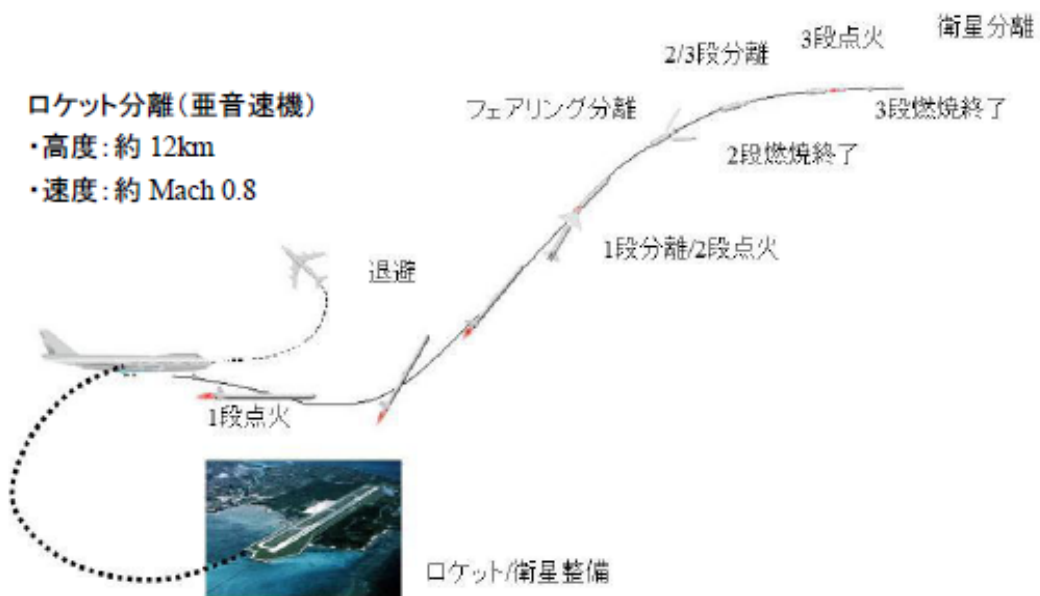 衛星分離
3段点火
2/3段分離
ロケット分離(亜音速機)
・高度:約 12km
・速度:約 Mach 0.8
フェアリング分離
3段燃焼終了
2段燃焼終了
1段分離/2段点火
退避
1段点火
ロケット/衛星整備